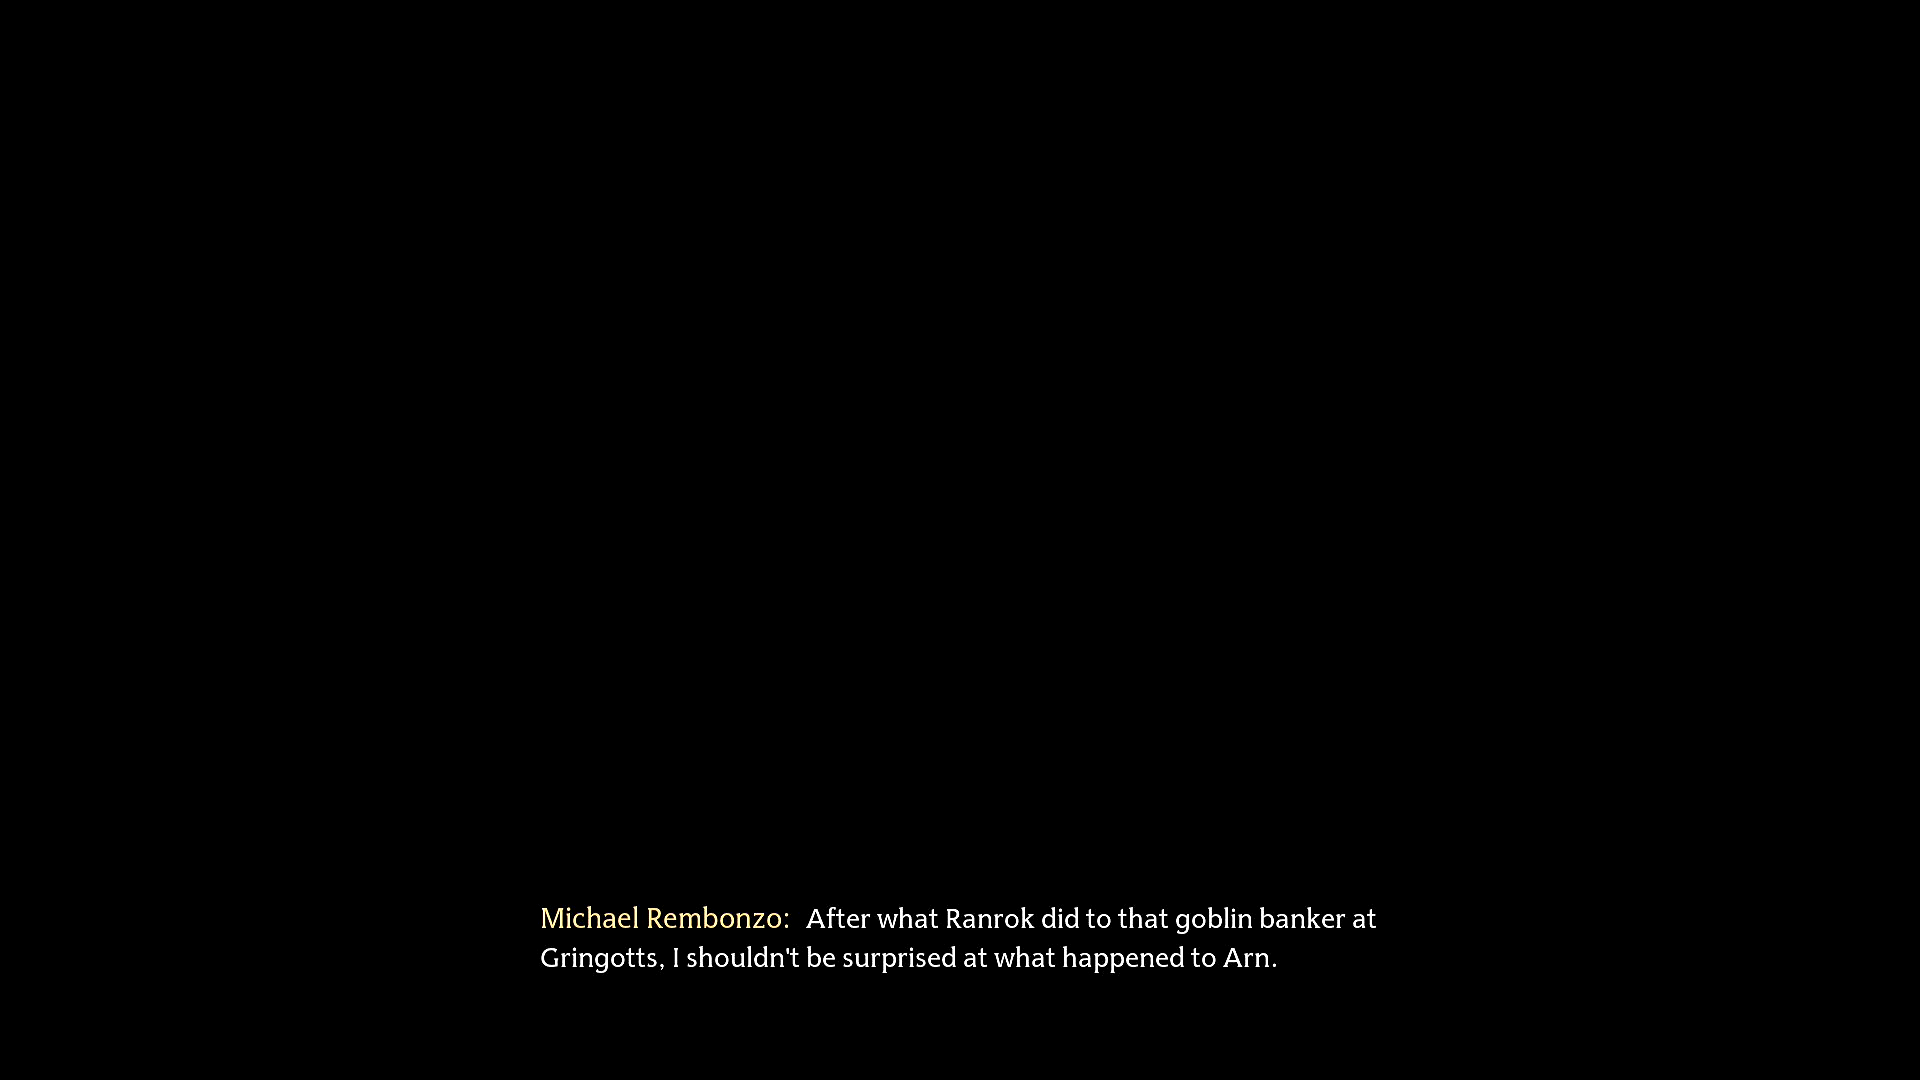 Michael Rembonzo: After what Ranrok did to that goblin banker at
Gringotts, I shouldn't be surprised at what happened to Arn.